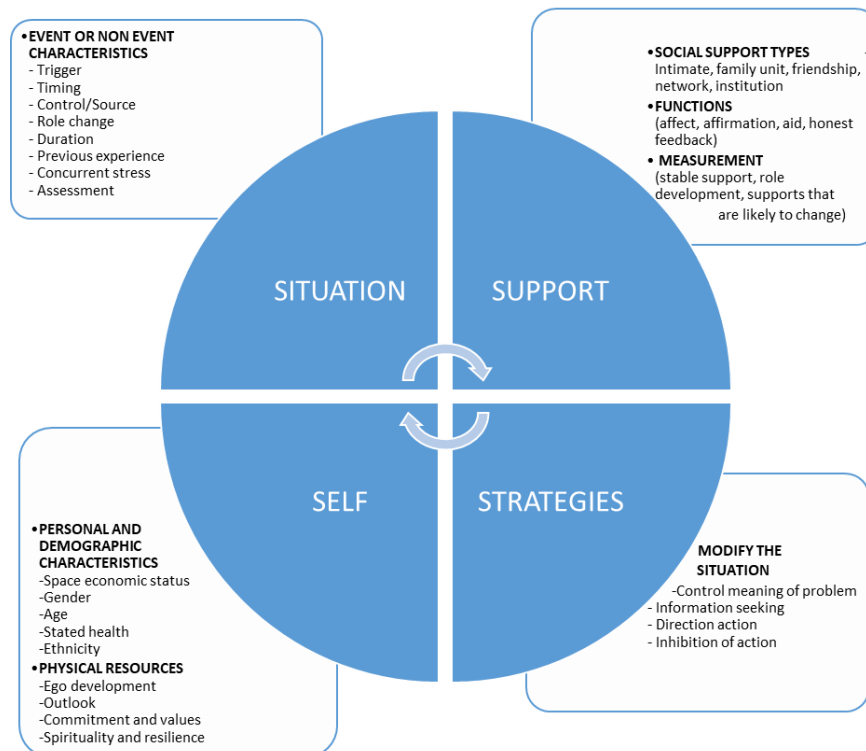 •EVENT OR NON EVENT
CHARACTERISTICS
- Trigger
- Timing
- Control/Source
- Role change
- Duration
- Previous experience
- Concurrent stress
- Assessment
•SOCIAL SUPPORT TYPES -
Intimate, family unit, friendship,
network, institution
•FUNCTIONS
(affect, affirmation, aid, honest
feedback)
• MEASUREMENT
(stable support, role
development, supports that
are likely to change)
SITUATION
SUPPORT
SELF
STRATEGIES
•PERSONAL AND
DEMOGRAPHIC
CHARACTERISTICS
-Space economic status
-Gender
-Age
-Stated health
-Ethnicity
•PHYSICAL RESOURCES
-Ego development
-Outlook
-Commitment and values
-Spirituality and resilience
MODIFY THE
SITUATION
-Control meaning of problem
- Information seeking
- Direction action
- Inhibition of action